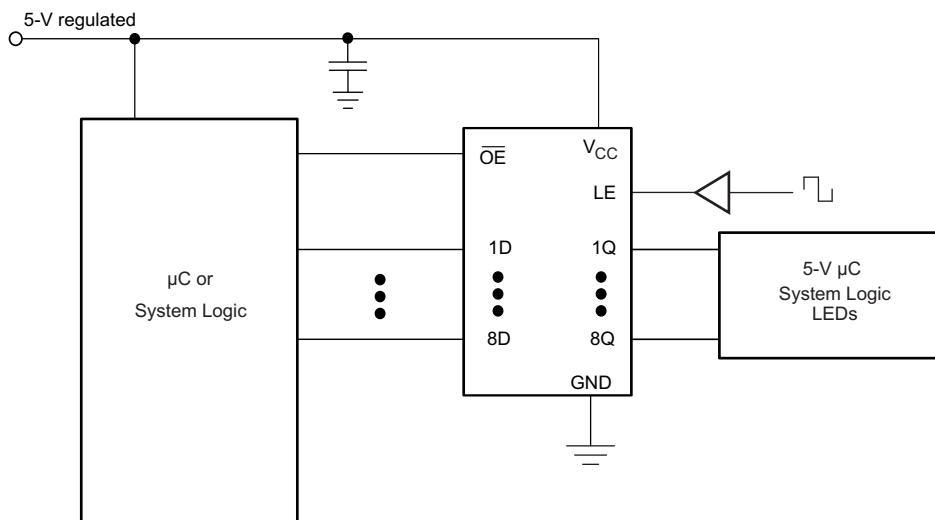 5-V regulated
OE
VCC
LE
1D
1Q
8D
8Q
GND
µC or
System Logic
5-V µC
System Logic
LEDs